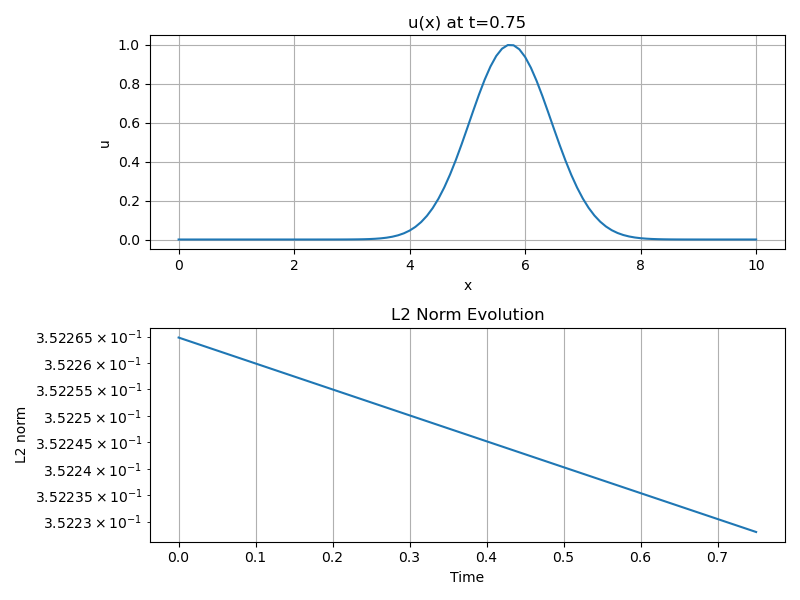 u(x) at t=0.75
1.0
0.8
0.6
0.4
0.2
0.0
u
0 2 4 6 8 10
x
L2 Norm Evolution
3.52265 × 10⁻¹
3.5226 × 10⁻¹
3.52255 × 10⁻¹
3.5225 × 10⁻¹
3.52245 × 10⁻¹
3.5224 × 10⁻¹
3.52235 × 10⁻¹
3.5223 × 10⁻¹
L2 norm
0.0 0.1 0.2 0.3 0.4 0.5 0.6 0.7
Time